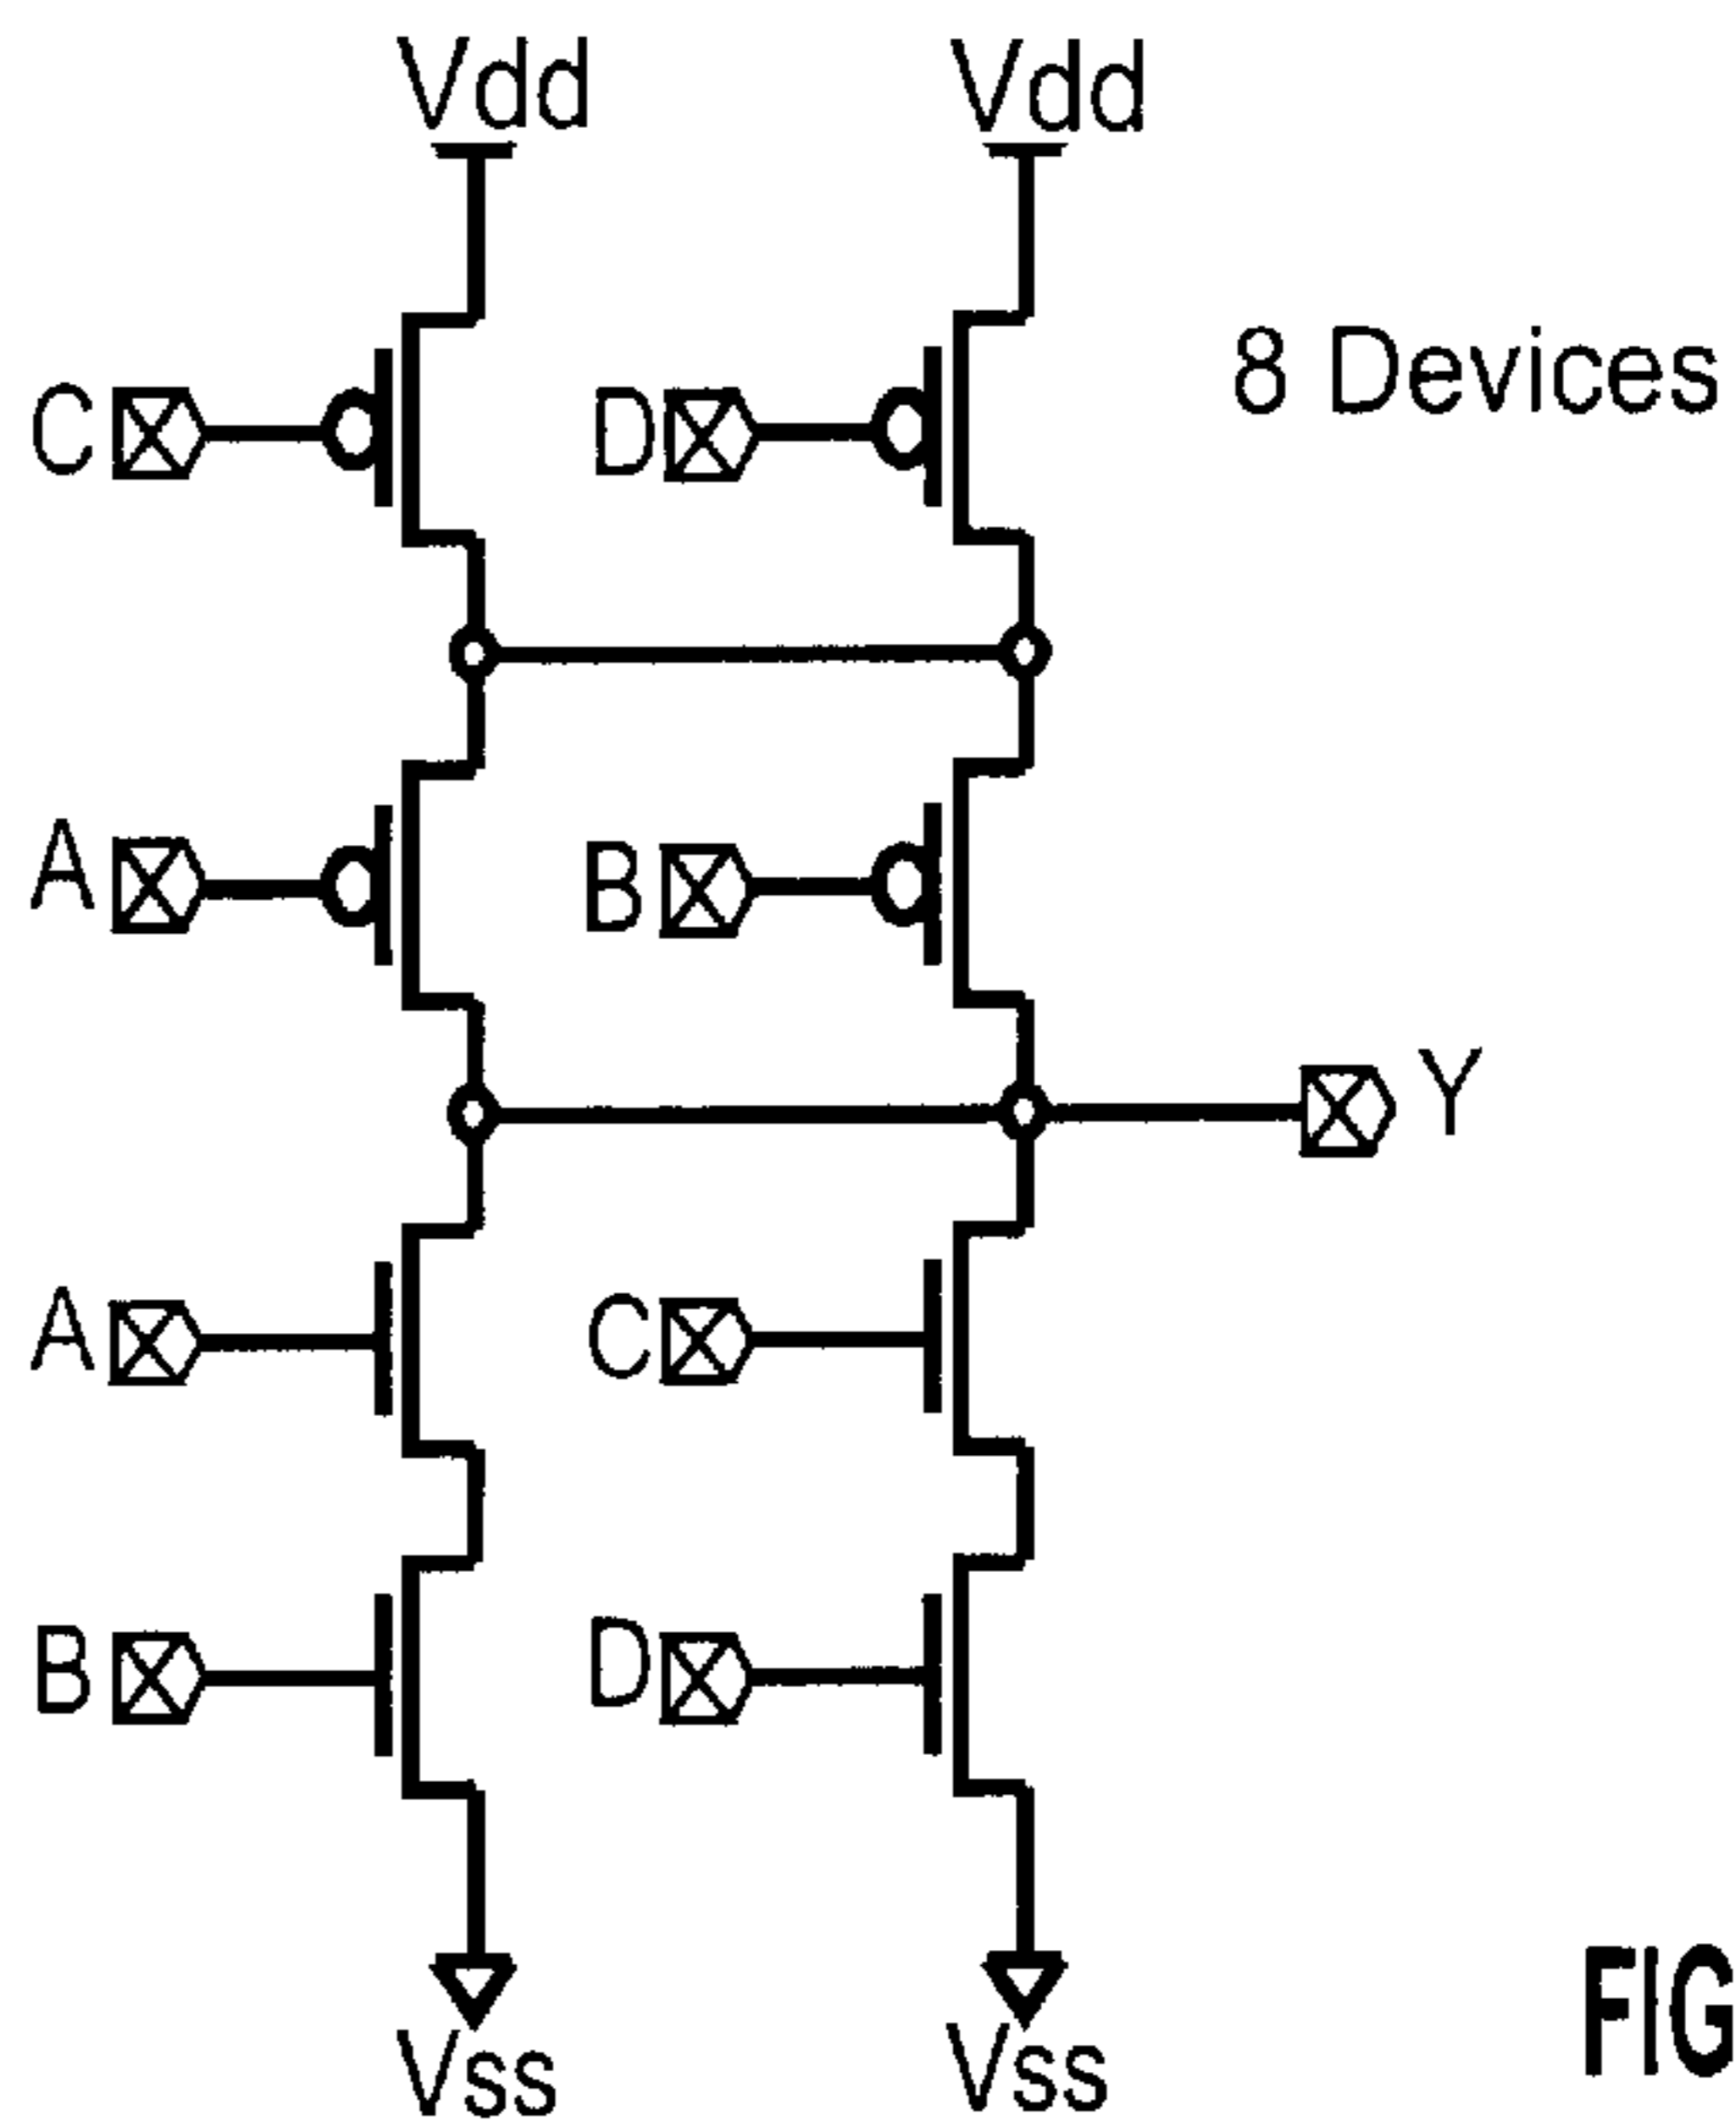 Vdd Vdd
C D 8 Devices
A B
Y
A C
B D
Vss Vss
FIG